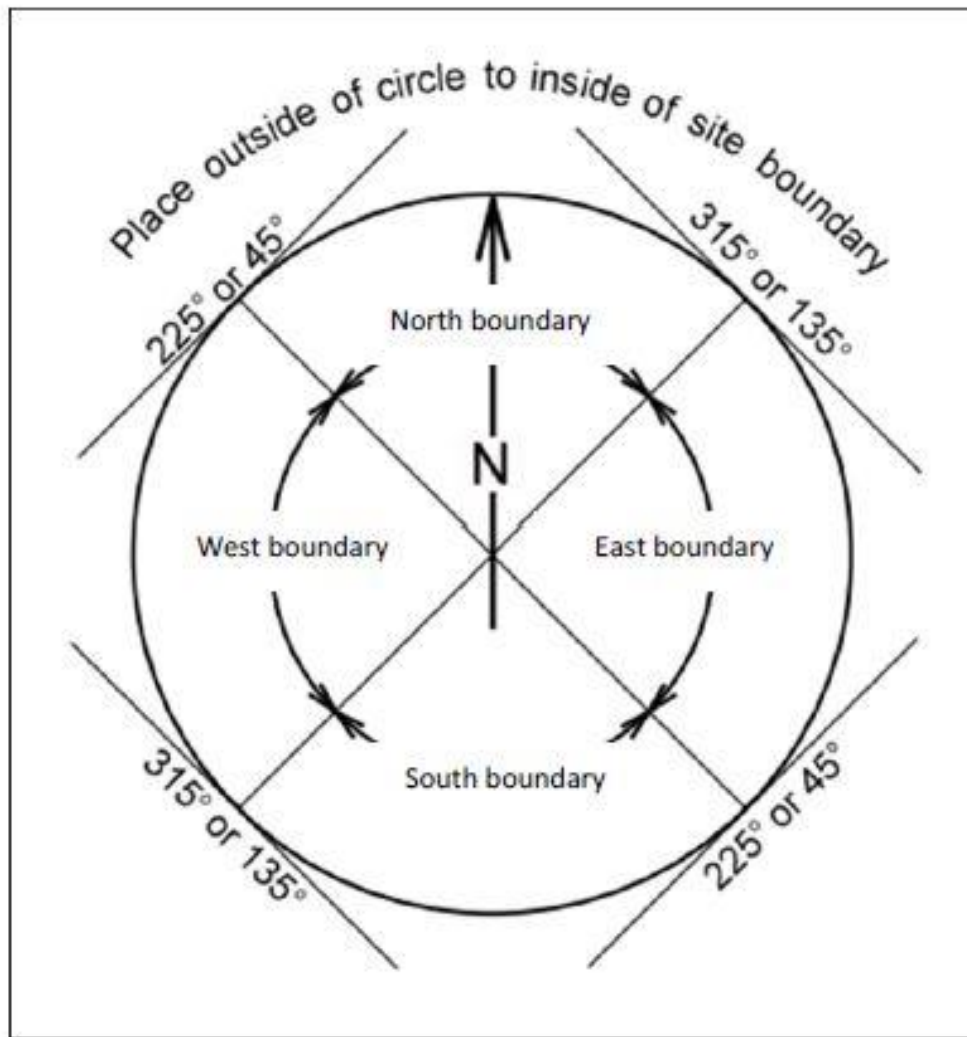 Place outside of circle to inside of site boundary
225° or 45°
315° or 135°
North boundary
N
West boundary
East boundary
South boundary
315° or 135°
225° or 45°